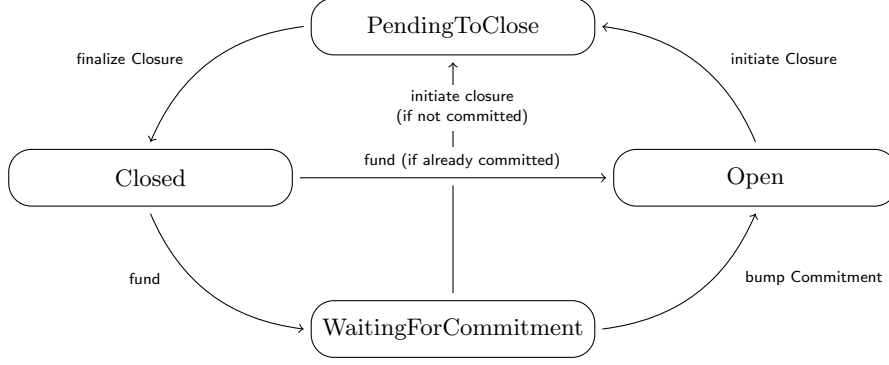 PendingToClose
finalize Closure
initiate Closure
initiate closure
(if not committed)
fund (if already committed)
Closed
Open
fund
bump Commitment
WaitingForCommitment